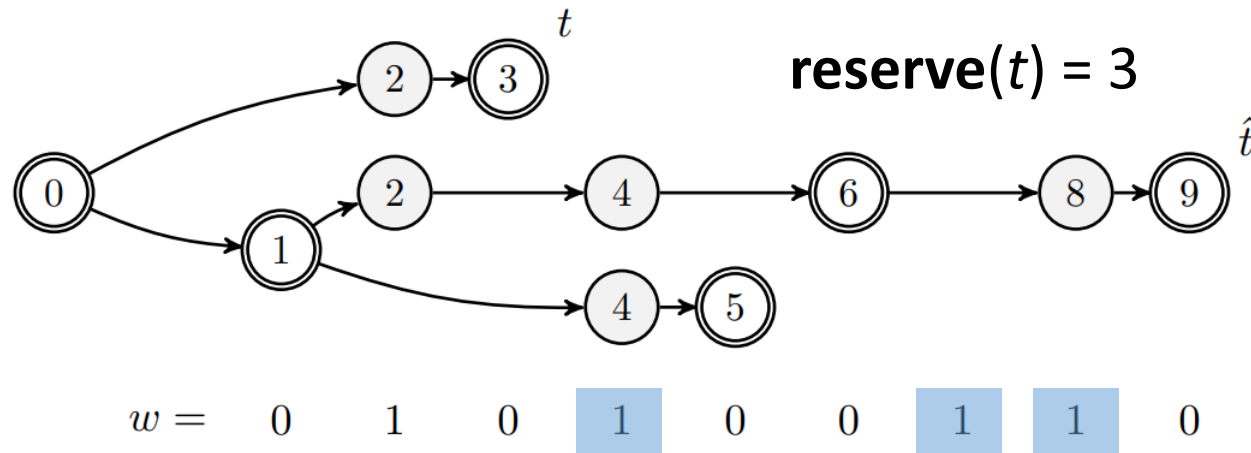 t
2 3
reserve(t) = 3
t̂
0 2 4 6 8 9
1
4 5
w = 0 1 0 1 0 0 1 1 0